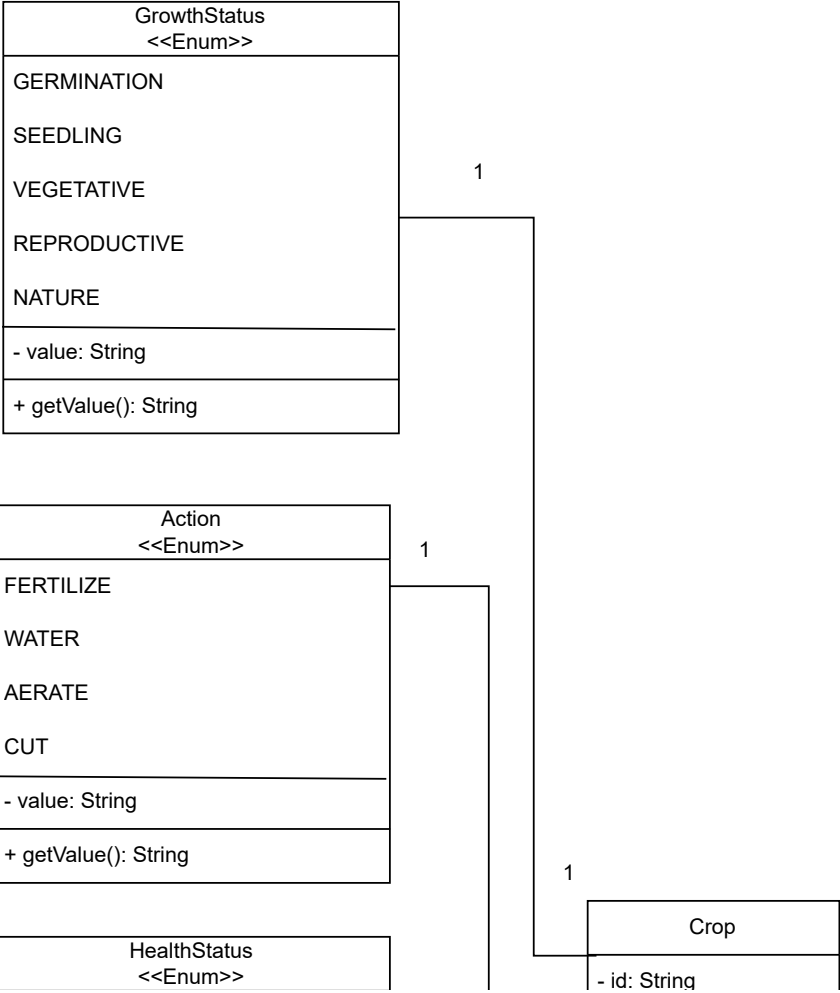 GrowthStatus
<<Enum>>
GERMINATION
SEEDLING
VEGETATIVE
REPRODUCTIVE
NATURE
- value: String
+ getValue(): String
1
Action
<<Enum>>
FERTILIZE
WATER
AERATE
CUT
- value: String
+ getValue(): String
1
HealthStatus
<<Enum>>
1
Crop
- id: String